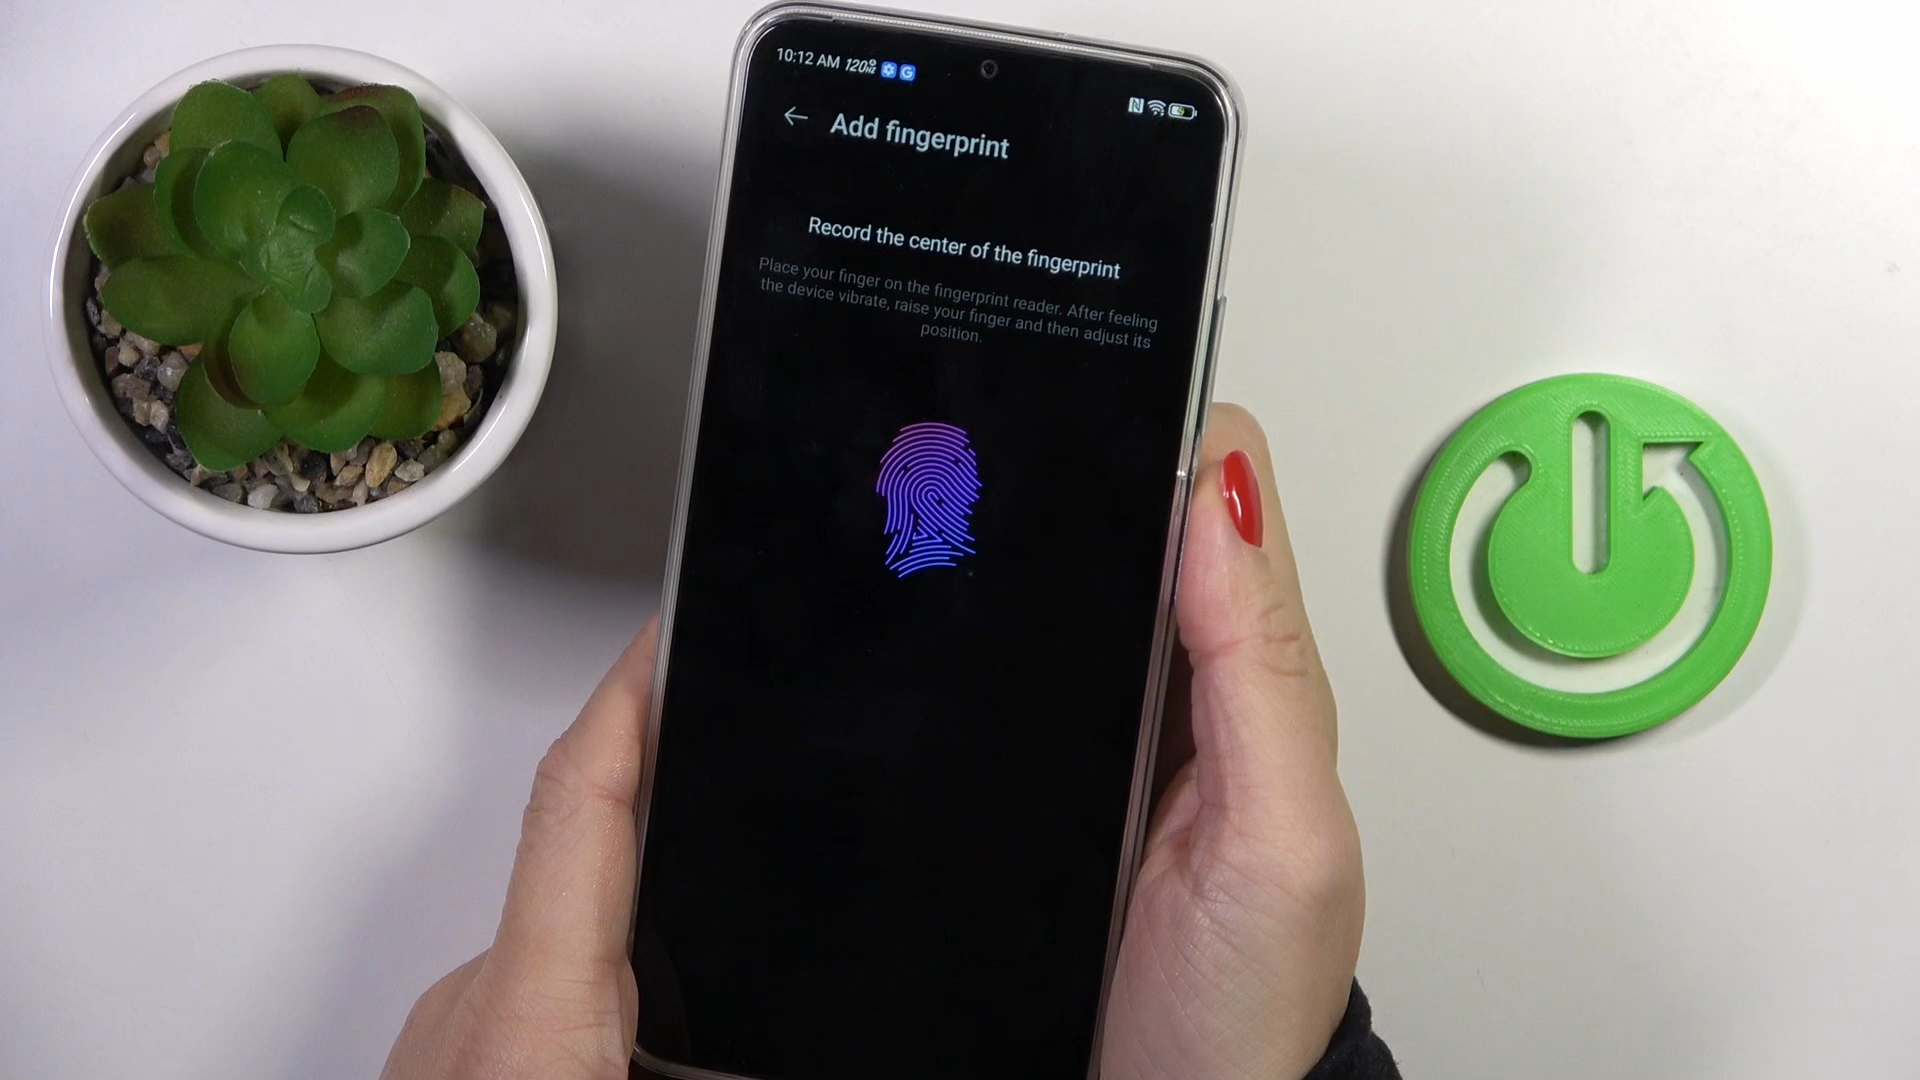 10:12 AM 120HZ
Add fingerprint
Record the center of the fingerprint
Place your finger on the fingerprint reader. After feeling
the device vibrate, raise your finger and then adjust its
position.